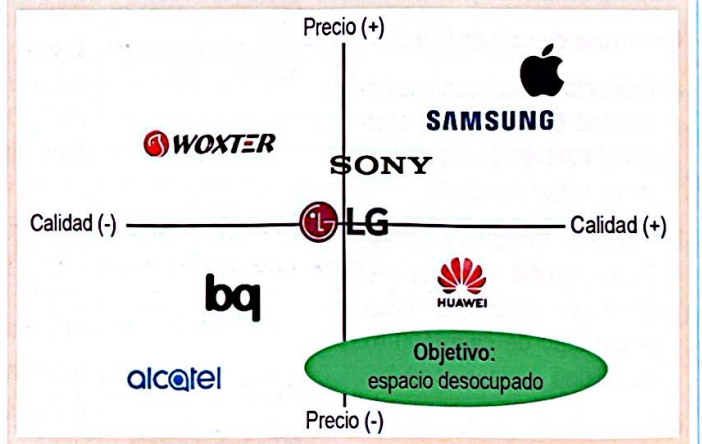 Precio (+)
SAMSUNG
WOXTER
SONY
Calidad (-)
LG
Calidad (+)
bq
HUAWEI
Objetivo:
espacio desocupado
alcatel
Precio (-)